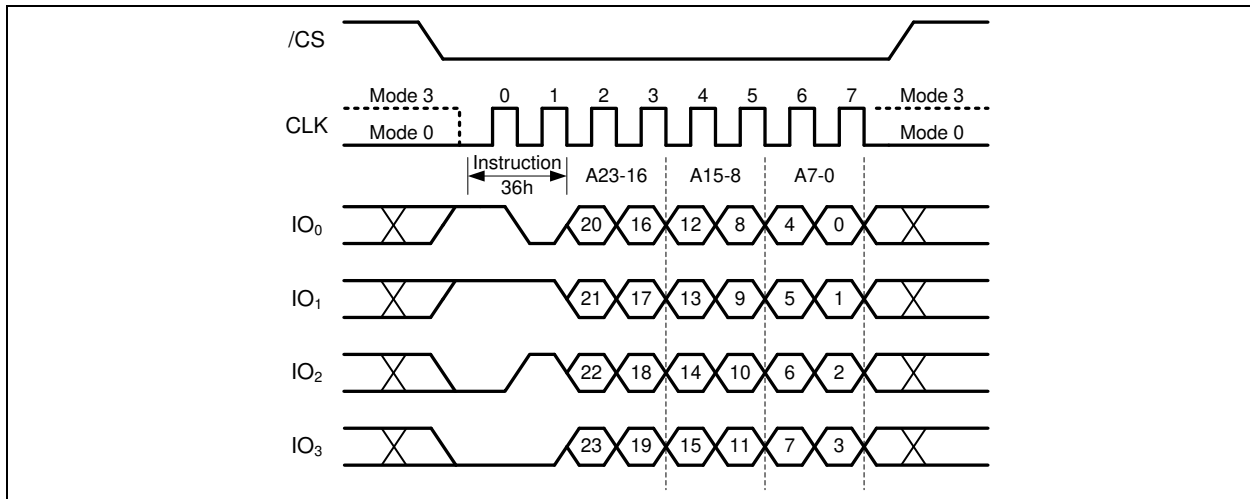 /CS
Mode 3 0 1 2 3 4 5 6 7 Mode 3
CLK
Mode 0 Mode 0
Instruction
36h A23-16 A15-8 A7-0
IO0 20 16 12 8 4 0
IO1 21 17 13 9 5 1
IO2 22 18 14 10 6 2
IO3 23 19 15 11 7 3